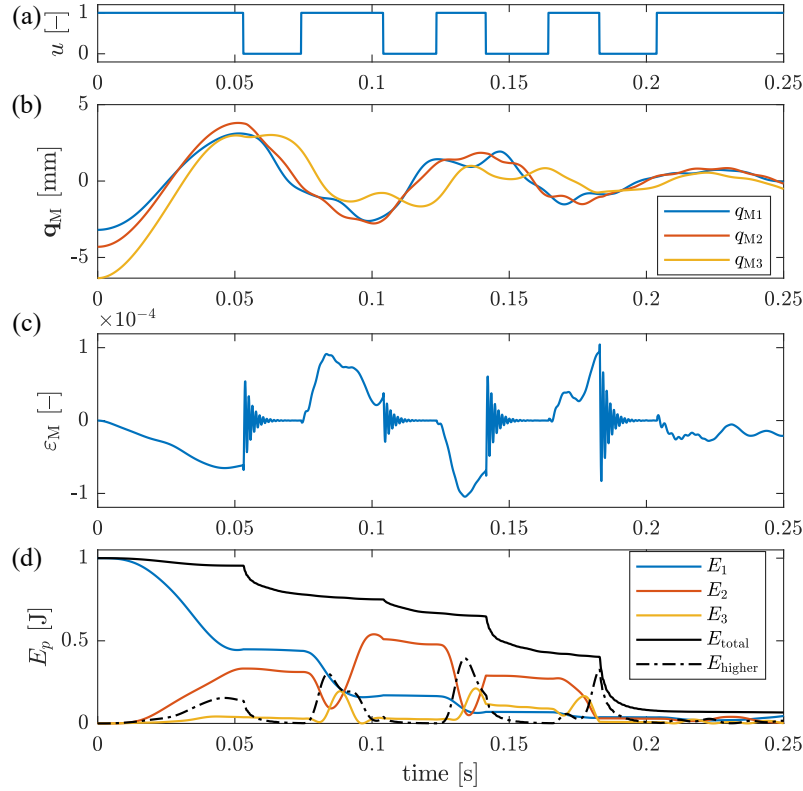 (a)
u [−]
1
0
0 0.05 0.1 0.15 0.2 0.25
(b)
q_M [mm]
5
0
-5
q_M1
q_M2
q_M3
0 0.05 0.1 0.15 0.2 0.25
(c)
×10^-4
ε_M [−]
1
0
-1
0 0.05 0.1 0.15 0.2 0.25
(d)
E_p [J]
1
0.5
0
E_1
E_2
E_3
E_total
E_higher
0 0.05 0.1 0.15 0.2 0.25
time [s]